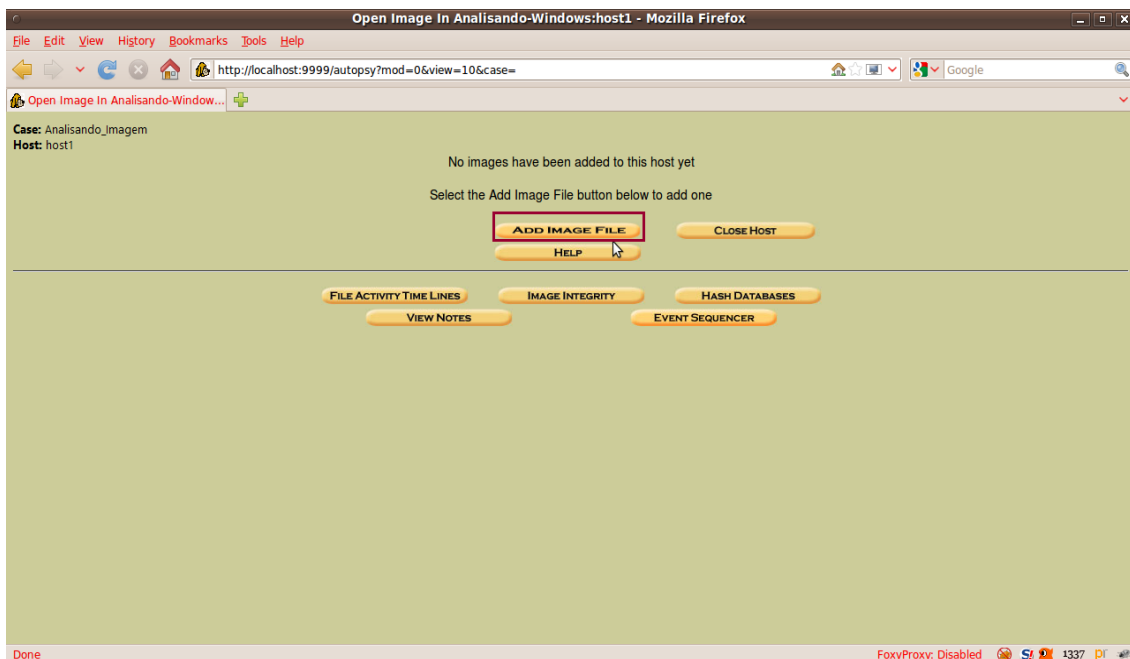 Open Image In Analisando-Windows:host1 - Mozilla Firefox
File Edit View History Bookmarks Tools Help
http://localhost:9999/autopsy?mod=0&view=10&case= Google
Open Image In Analisando-Window...
Case: Analisando_Imagem
Host: host1
No images have been added to this host yet
Select the Add Image File button below to add one
ADD IMAGE FILE CLOSE HOST
HELP
FILE ACTIVITY TIME LINES IMAGE INTEGRITY HASH DATABASES
VIEW NOTES EVENT SEQUENCER
Done FoxyProxy: Disabled S! 1337